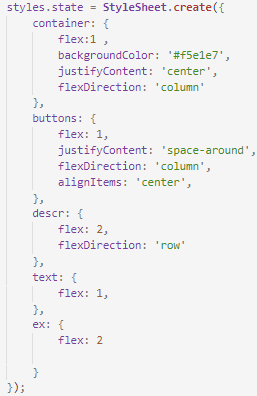 styles.state = StyleSheet.create({
    container: {
        flex:1 ,
        backgroundColor: '#f5e1e7',
        justifyContent: 'center',
        flexDirection: 'column'
    },
    buttons: {
        flex: 1,
        justifyContent: 'space-around',
        flexDirection: 'column',
        alignItems: 'center',
    },
    descr: {
        flex: 2,
        flexDirection: 'row'
    },
    text: {
        flex: 1,
    },
    ex: {
        flex: 2

    }
});